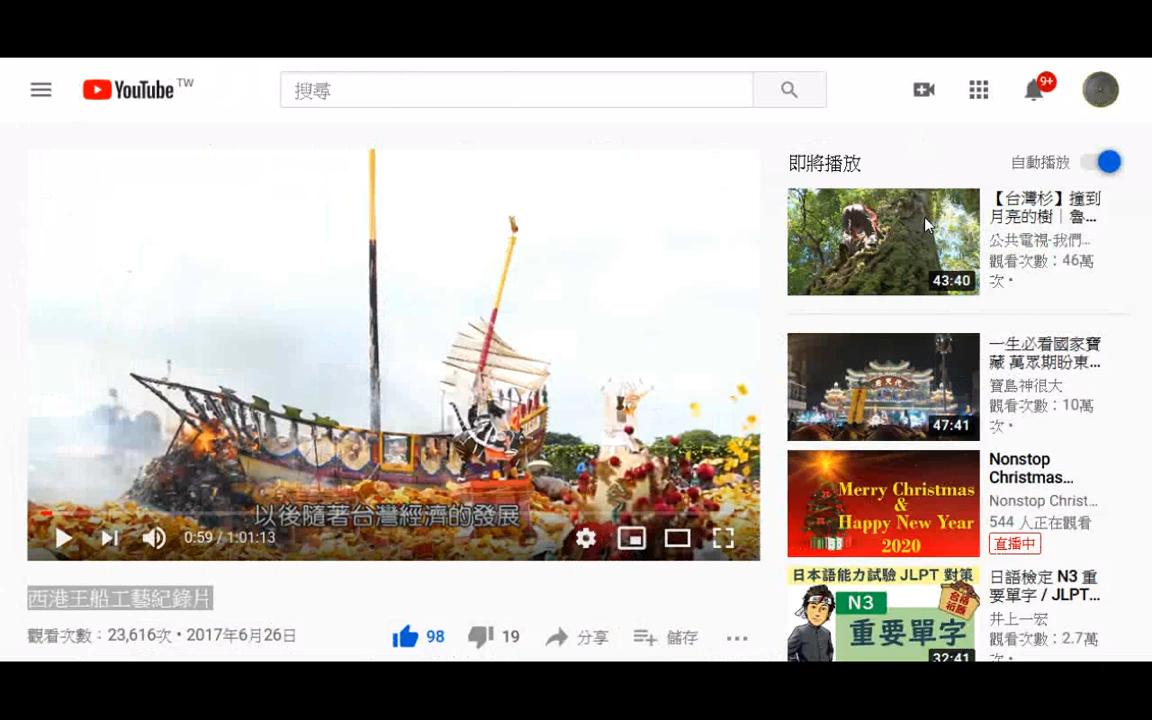 YouTube TW
搜尋
9+
以後隨著台灣經濟的發展
0:59 / 1:01:13
西港王船工藝紀錄片
觀看次數：23,616次 • 2017年6月26日
98
19
分享
儲存
即將播放
自動播放
43:40
【台灣杉】撞到
月亮的樹｜魯...
公共電視-我們...
觀看次數：46萬
次 •
47:41
一生必看國家寶
藏 萬眾期盼東...
寶島神很大
觀看次數：10萬
次 •
Merry Christmas
&
Happy New Year
2020
Nonstop
Christmas...
Nonstop Christ...
544 人正在觀看
直播中
日本語能力試驗 JLPT 對策
N3
合格祈願
重要單字
32:41
日語檢定 N3 重
要單字 / JLPT...
井上一宏
觀看次數：2.7萬
次 •